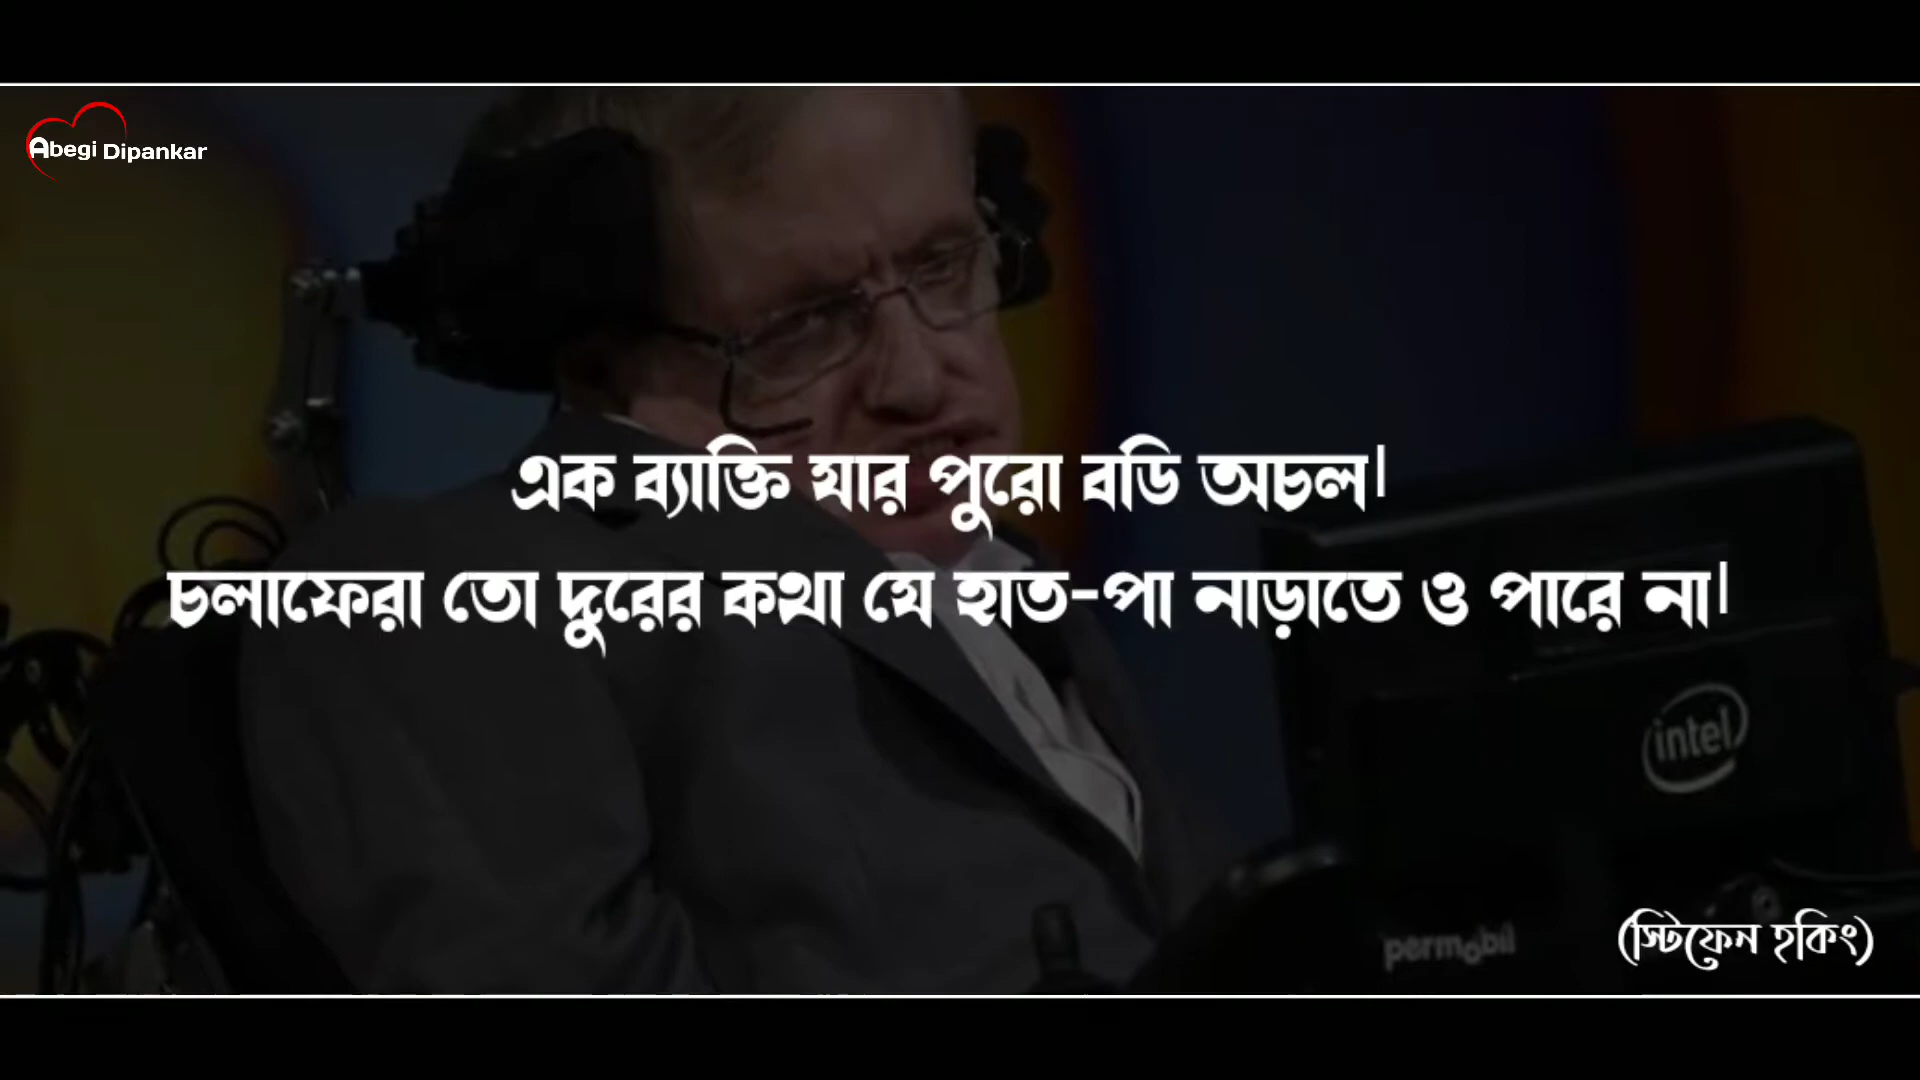 Abegi Dipankar
এক ব্যাক্তি যার পুরো বডি অচল।
চলাফেরা তো দুরের কথা যে হাত-পা নাড়াতে ও পারে না।
intel
permobil
(স্টিফেন হকিং)